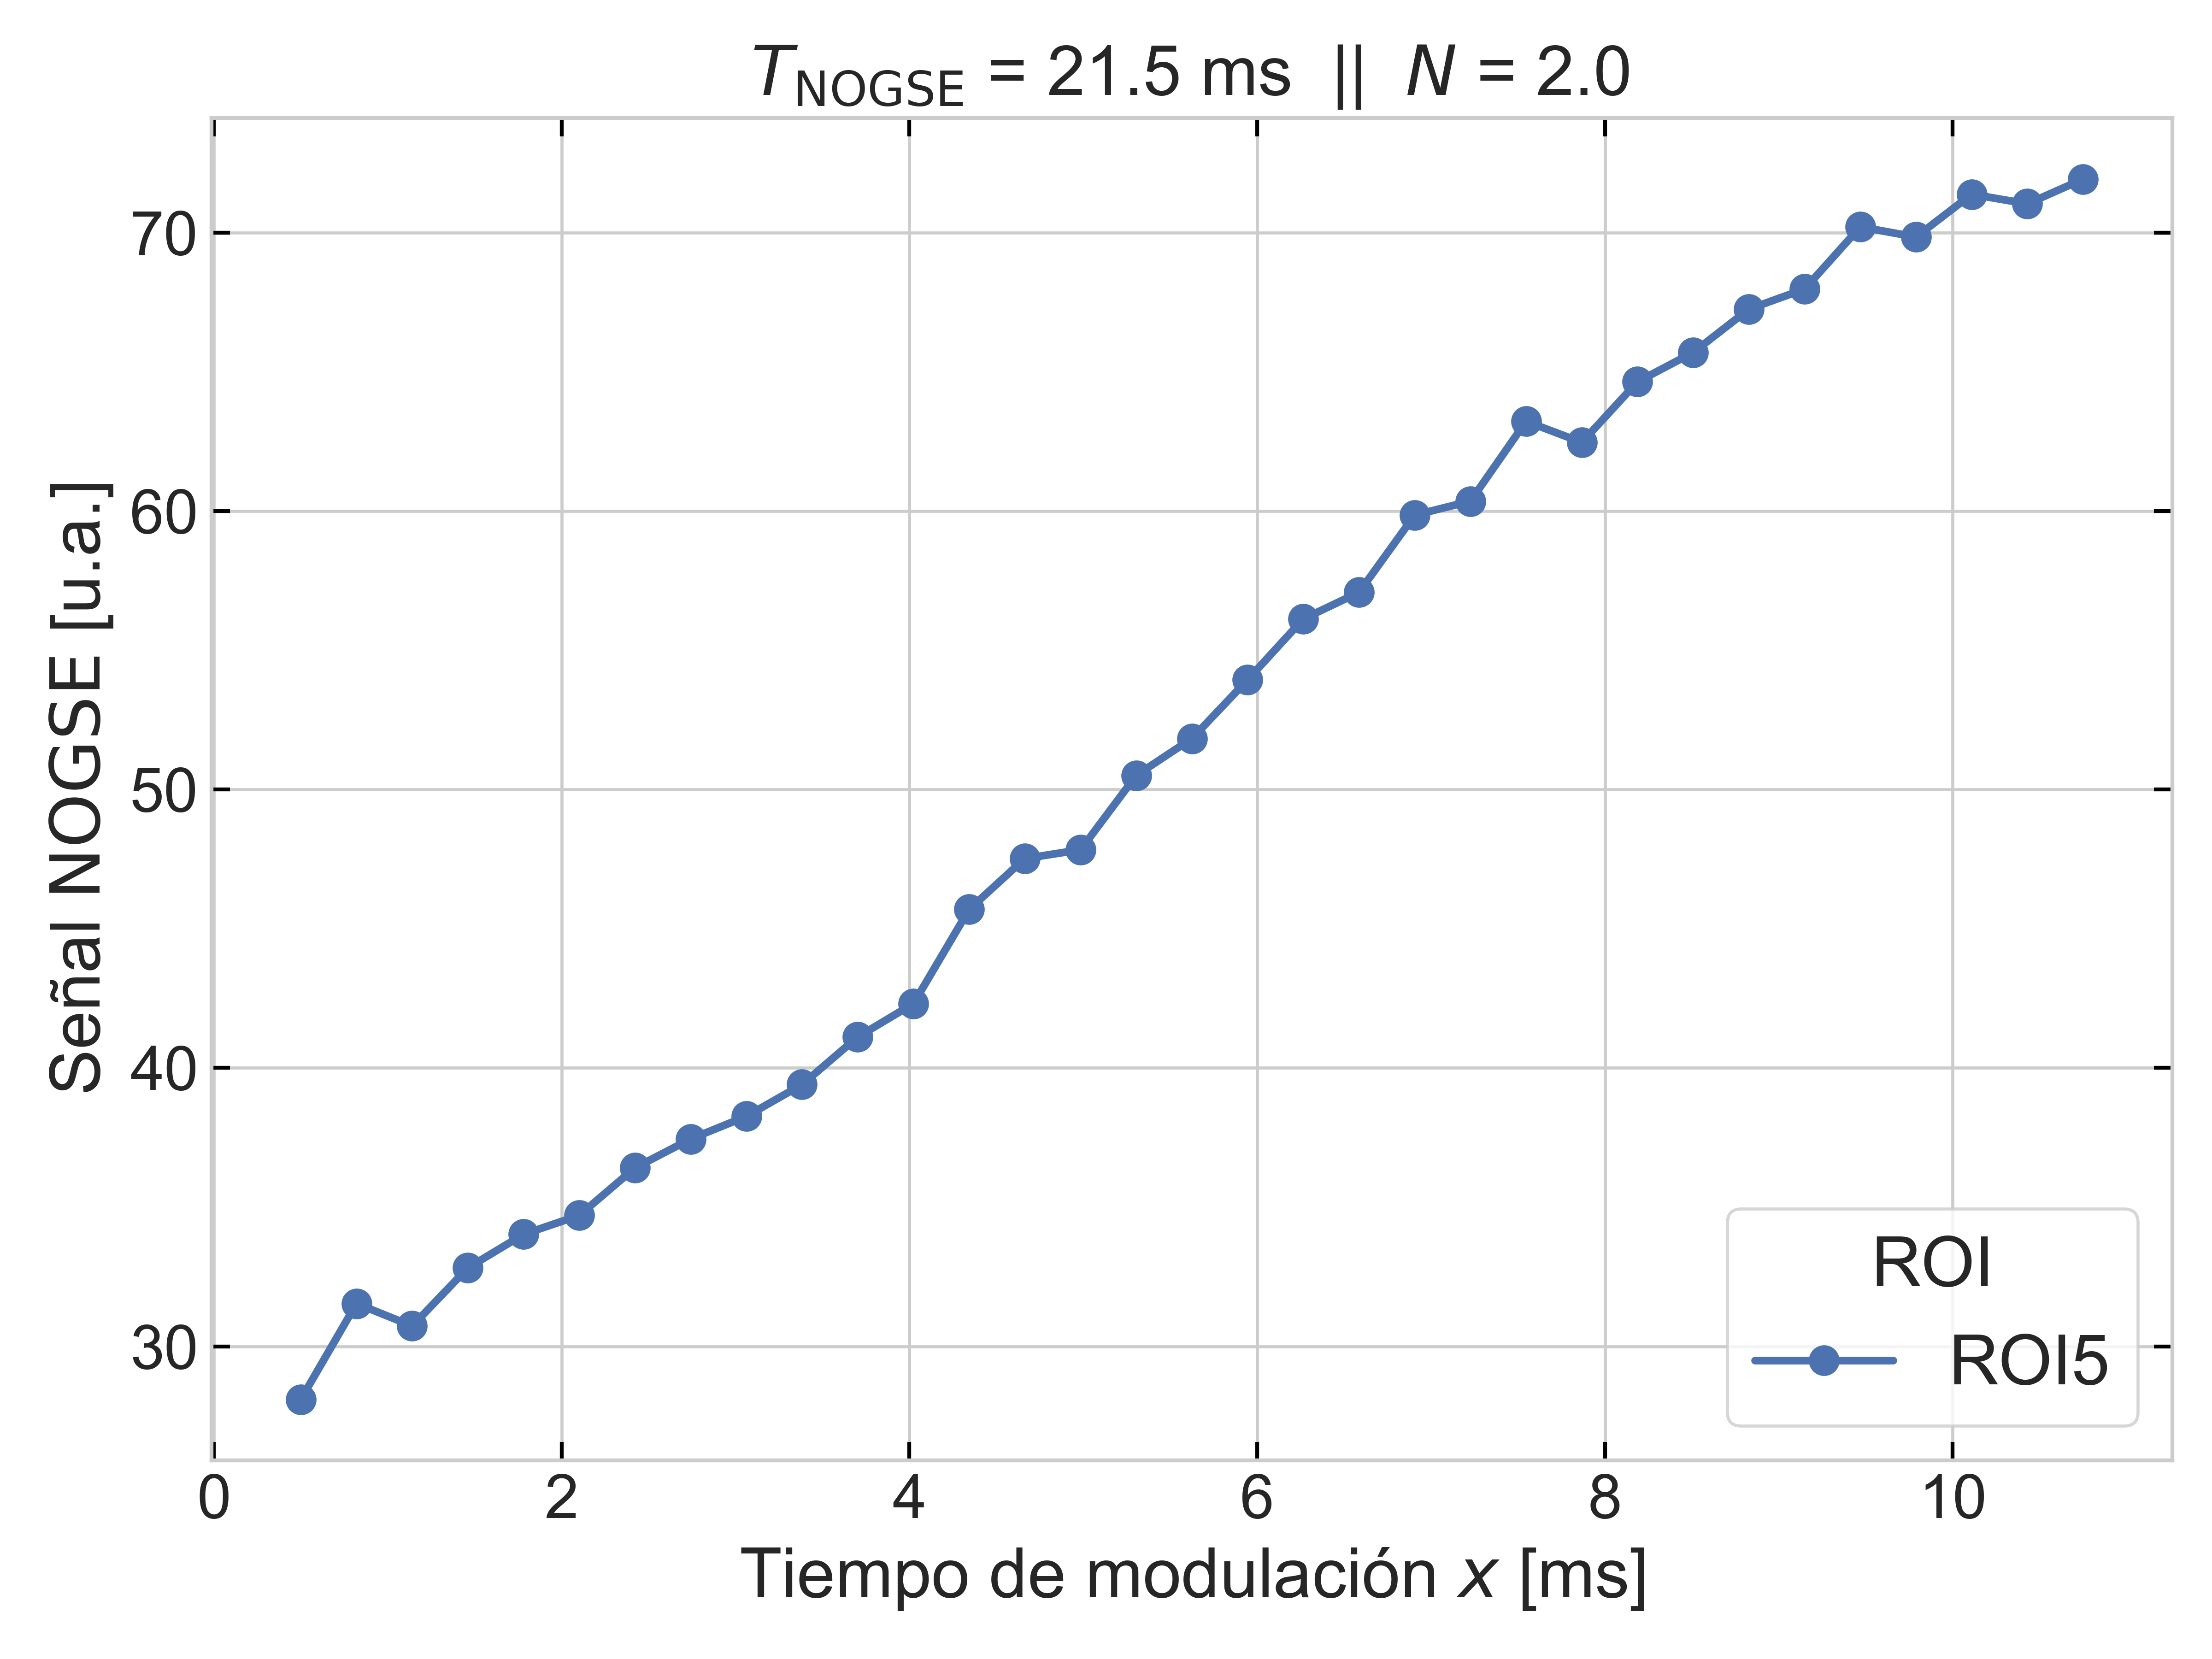 T_NOGSE = 21.5 ms || N = 2.0
Señal NOGSE [u.a.]
70
60
50
40
30
0 2 4 6 8 10
Tiempo de modulación x [ms]
ROI
ROI5